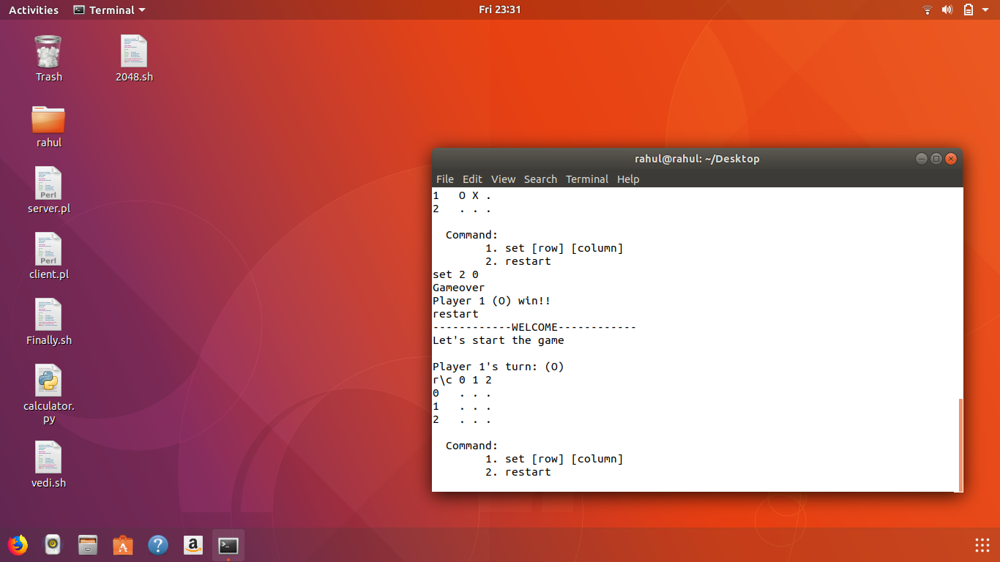 Activities Terminal Fri 23:31
Trash
2048.sh
rahul
Perl
server.pl
Perl
client.pl
Finally.sh
calculator.
py
vedi.sh
rahul@rahul: ~/Desktop
File Edit View Search Terminal Help
1   O X .
2   . . .
Command:
1. set [row] [column]
2. restart
set 2 0
Gameover
Player 1 (O) win!!
restart
------------WELCOME------------
Let's start the game
Player 1's turn: (O)
r\c 0 1 2
0   . . .
1   . . .
2   . . .
Command:
1. set [row] [column]
2. restart